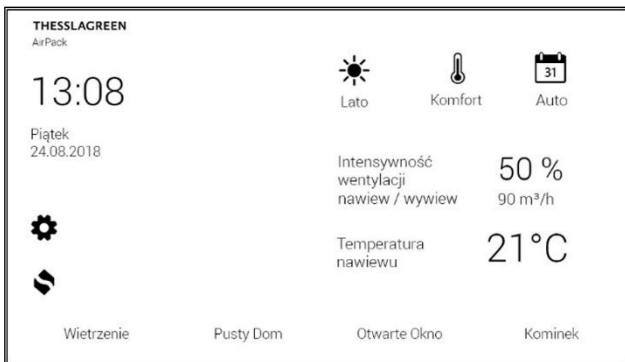 THESSLAGREEN
AirPack
13:08
Piątek
24.08.2018
31
Lato
Komfort
Auto
Intensywność
wentylacji
nawiew / wywiew
50 %
90 m³/h
Temperatura
nawiewu
21°C
Wietrzenie
Pusty Dom
Otwarte Okno
Kominek